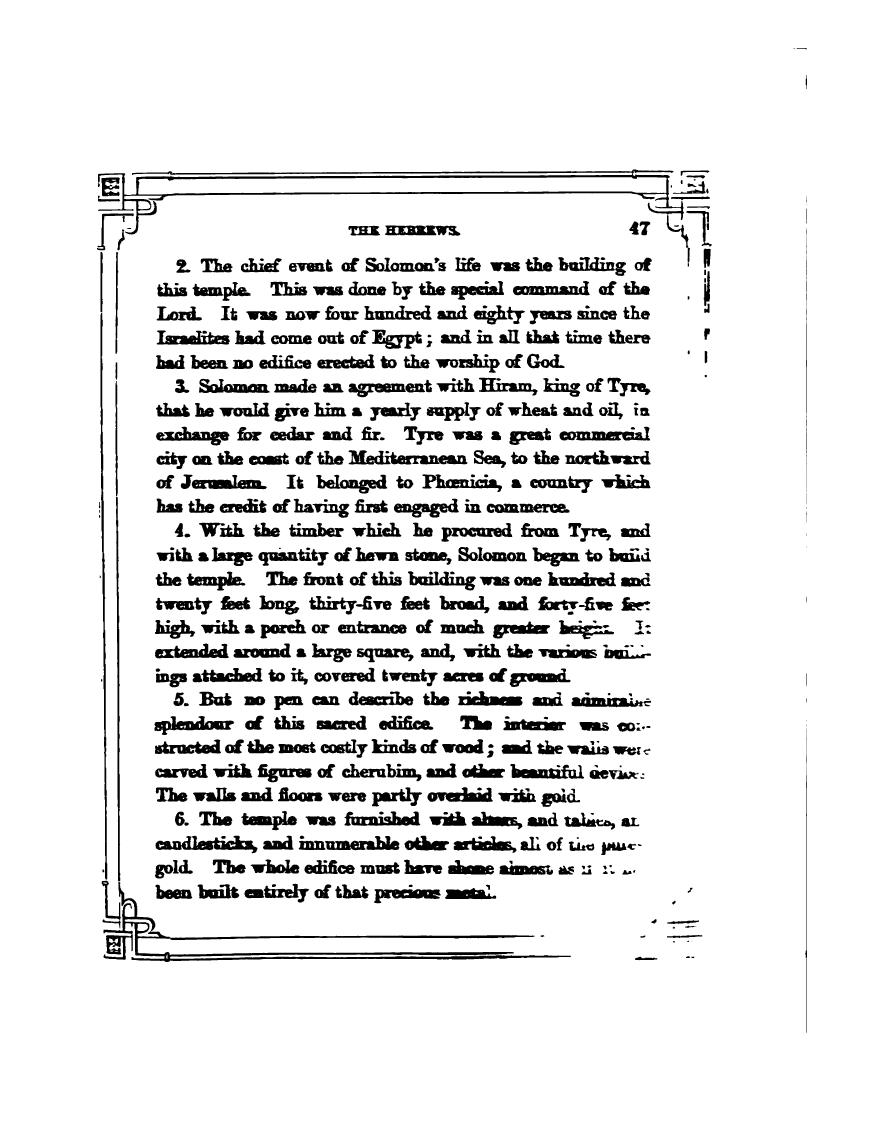 THE HEBREWS. 47
2. The chief event of Solomon's life was the building of
this temple. This was done by the special command of the
Lord. It was now four hundred and eighty years since the
Israelites had come out of Egypt; and in all that time there
had been no edifice erected to the worship of God.
3. Solomon made an agreement with Hiram, king of Tyre,
that he would give him a yearly supply of wheat and oil, in
exchange for cedar and fir. Tyre was a great commercial
city on the coast of the Mediterranean Sea, to the northward
of Jerusalem. It belonged to Phœnicia, a country which
has the credit of having first engaged in commerce.
4. With the timber which he procured from Tyre, and
with a large quantity of hewn stone, Solomon began to build
the temple. The front of this building was one hundred and
twenty feet long, thirty-five feet broad, and forty-five feet
high, with a porch or entrance of much greater height. It
extended around a large square, and, with the various build-
ings attached to it, covered twenty acres of ground.
5. But no pen can describe the richness and admirable
splendour of this sacred edifice. The interior was con-
structed of the most costly kinds of wood; and the walls were
carved with figures of cherubim, and other beautiful devices.
The walls and floors were partly overlaid with gold.
6. The temple was furnished with altars, and tables, and
candlesticks, and innumerable other articles, all of the
gold. The whole edifice must have shone almost as if it
been built entirely of that precious metal.